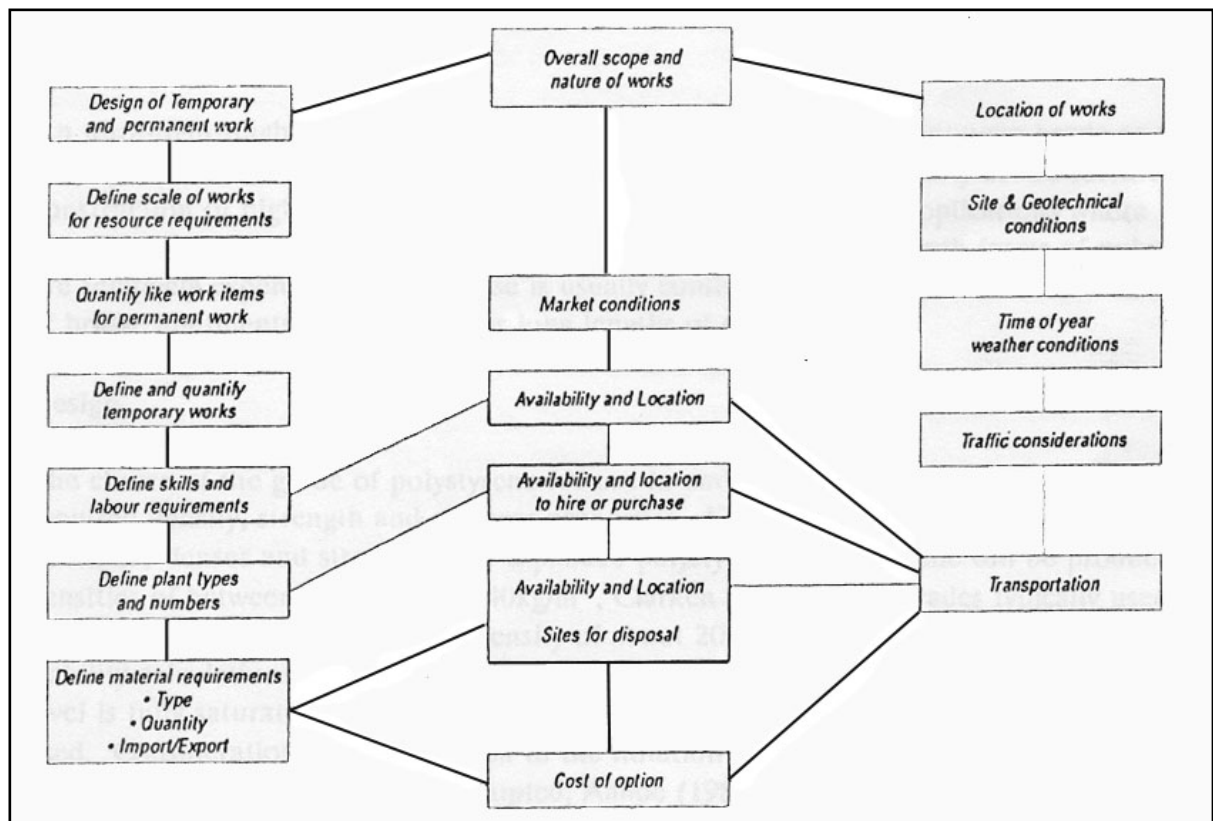 Overall scope and
nature of works
Design of Temporary
and permanent work
Define scale of works
for resource requirements
Quantify like work items
for permanent work
Define and quantify
temporary works
Define skills and
labour requirements
Define plant types
and numbers
Define material requirements
• Type
• Quantity
• Import/Export
Market conditions
Availability and Location
Availability and location
to hire or purchase
Availability and Location
Sites for disposal
Cost of option
Location of works
Site & Geotechnical
conditions
Time of year
weather conditions
Traffic considerations
Transportation